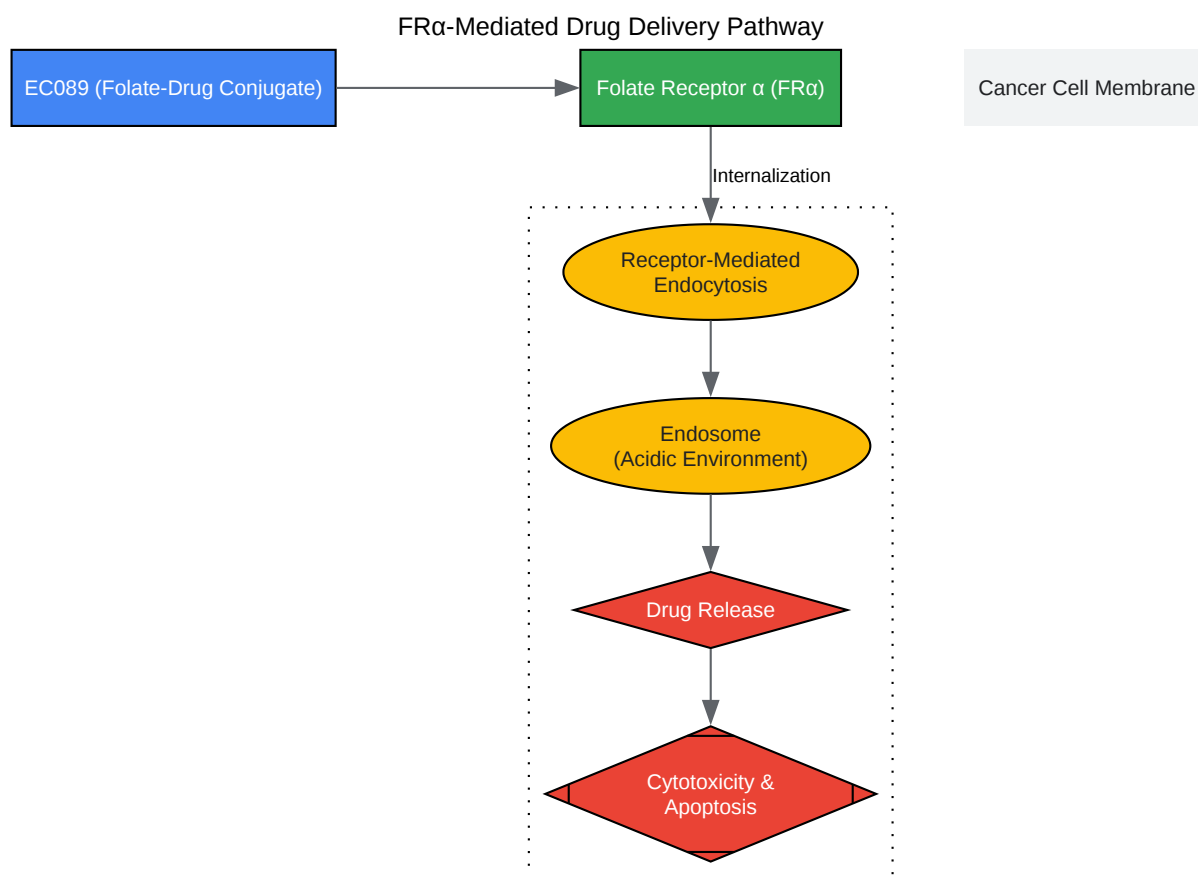 FRα-Mediated Drug Delivery Pathway
EC089 (Folate-Drug Conjugate)
Folate Receptor α (FRα)
Cancer Cell Membrane
Internalization
Receptor-Mediated
Endocytosis
Endosome
(Acidic Environment)
Drug Release
Cytotoxicity &
Apoptosis